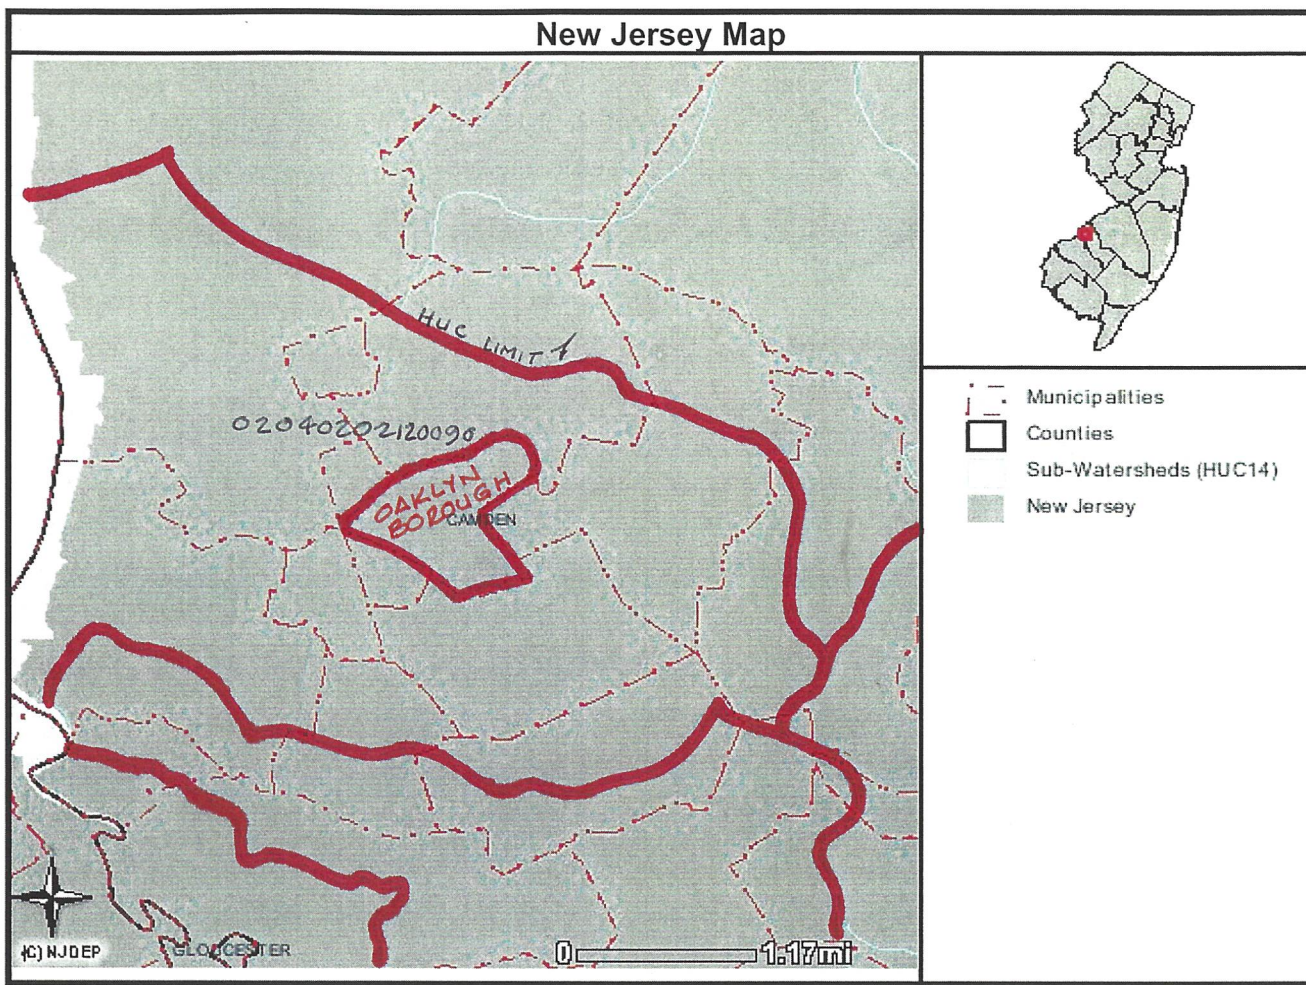 New Jersey Map
HUC
LIMIT
02040202120090
OAKLYN
BOROUGH
CAMDEN
(C) NJDEP
GLOUCESTER
0
1.17mi
Municipalities
Counties
Sub-Watersheds (HUC14)
New Jersey